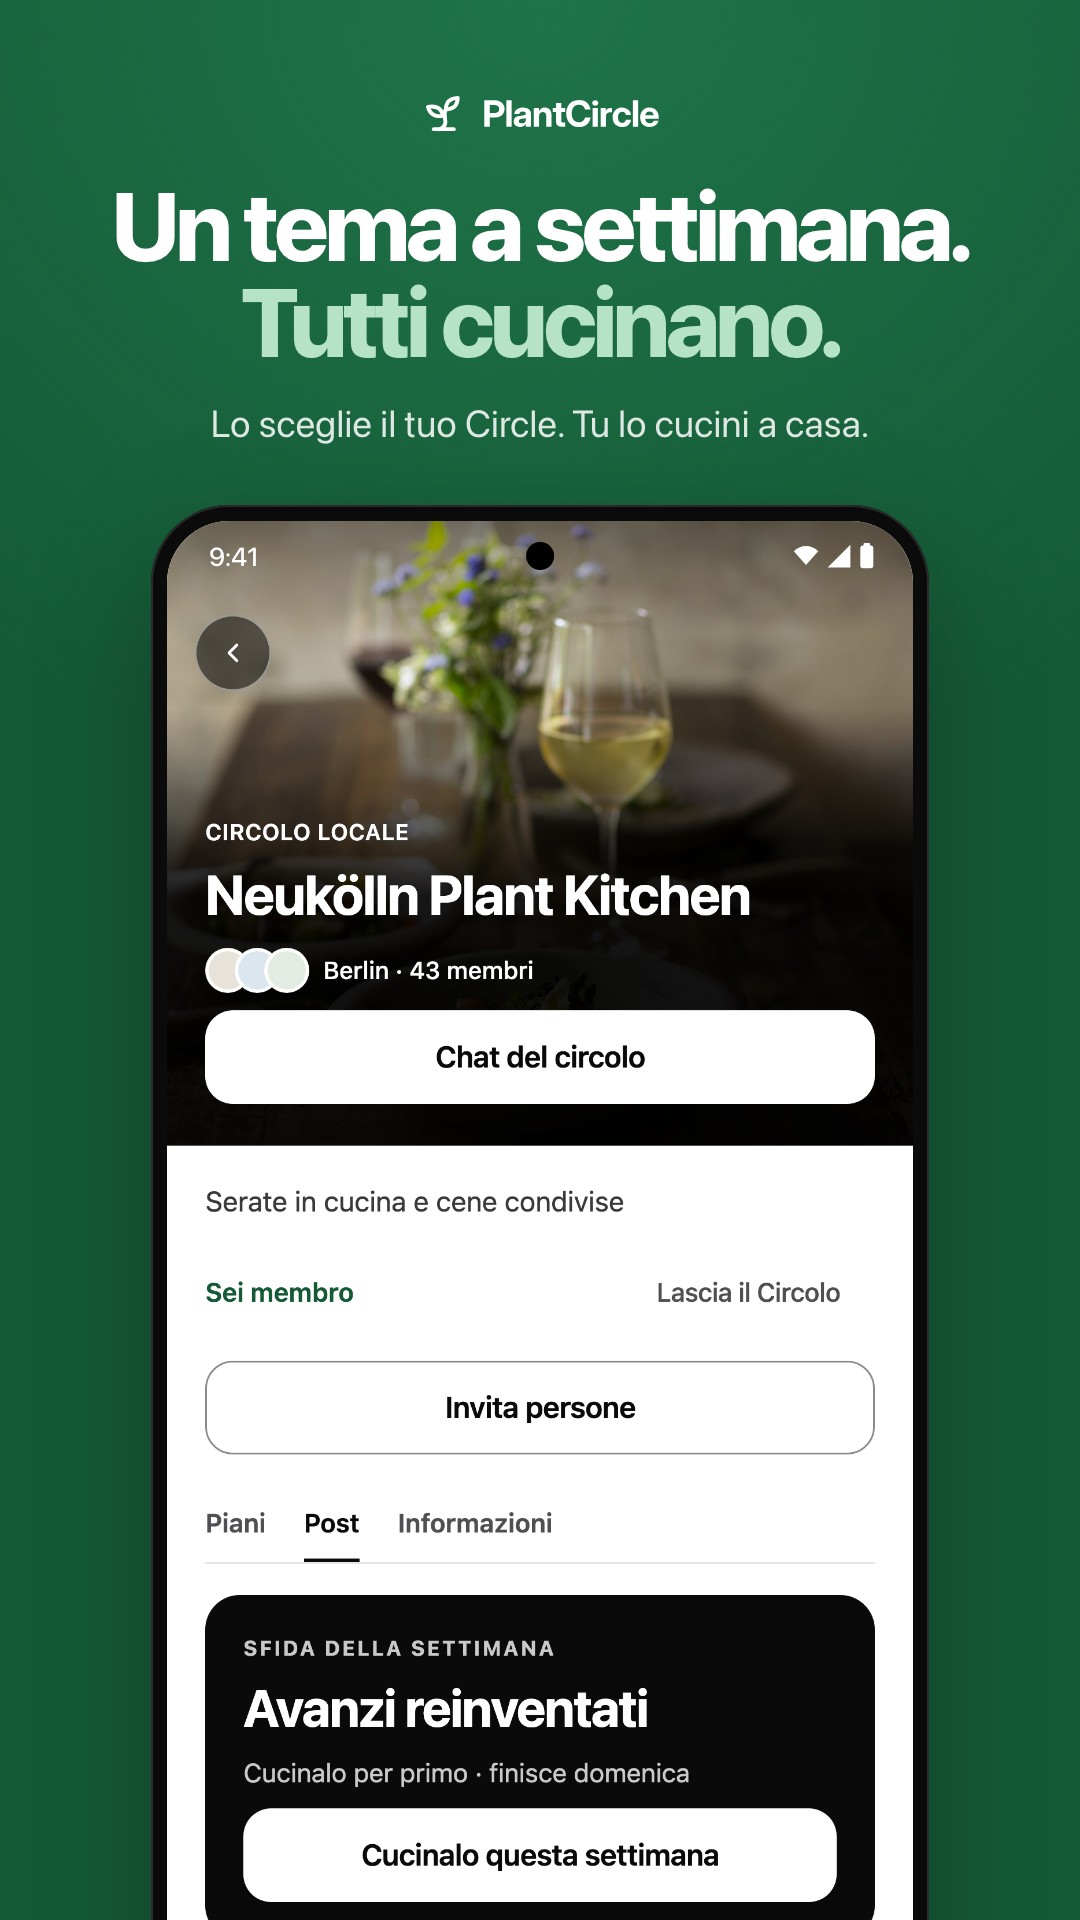 PlantCircle
Un tema a settimana.
Tutti cucinano.
Lo sceglie il tuo Circle. Tu lo cucini a casa.
9:41
CIRCOLO LOCALE
Neukölln Plant Kitchen
Berlin · 43 membri
Chat del circolo
Serate in cucina e cene condivise
Sei membro
Lascia il Circolo
Invita persone
Piani Post Informazioni
SFIDA DELLA SETTIMANA
Avanzi reinventati
Cucinalo per primo · finisce domenica
Cucinalo questa settimana